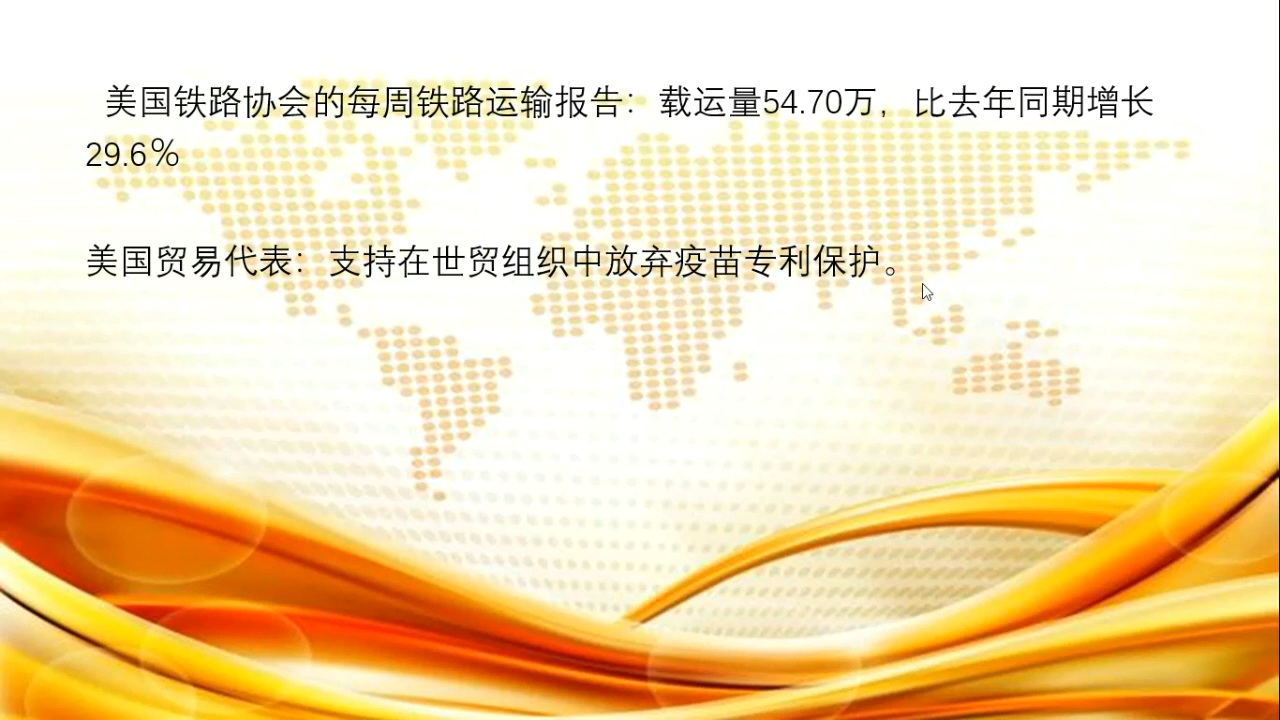 美国铁路协会的每周铁路运输报告：载运量54.70万，比去年同期增长
29.6%
美国贸易代表：支持在世贸组织中放弃疫苗专利保护。